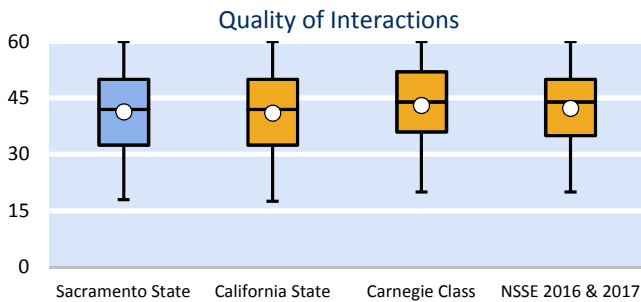 Quality of Interactions
60
45
30
15
0
Sacramento State
California State
Carnegie Class
NSSE 2016 & 2017